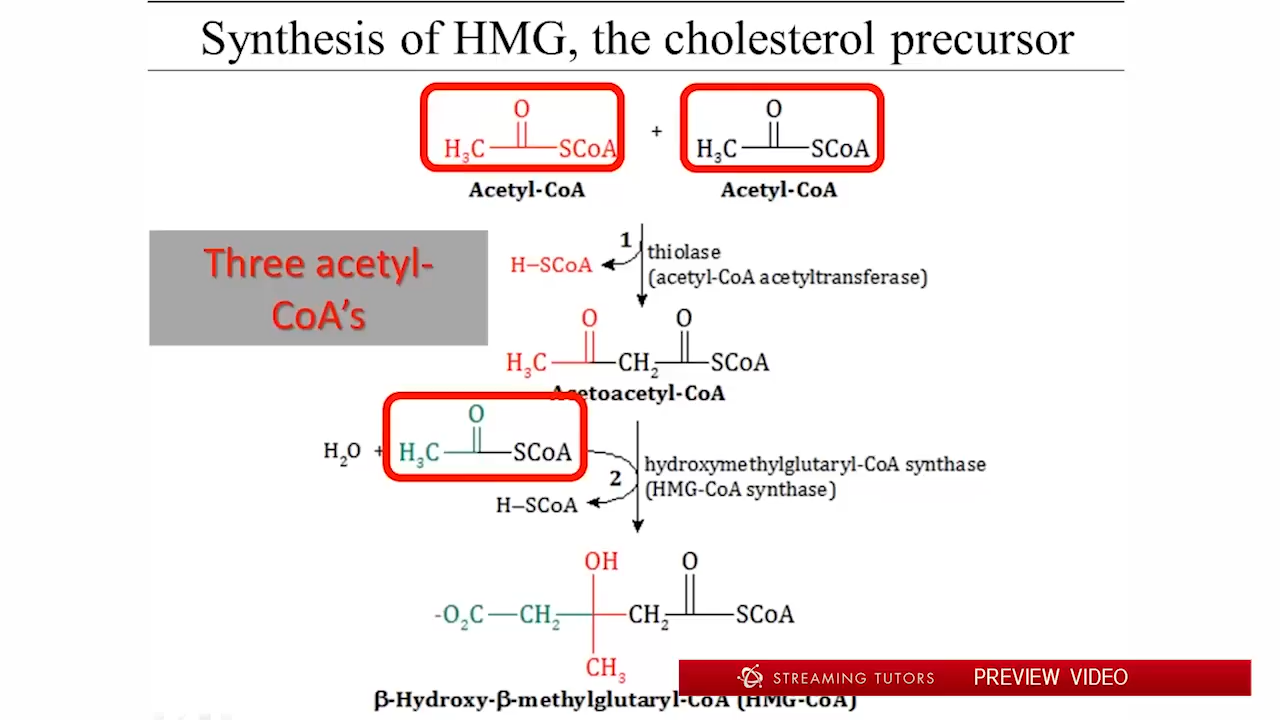 Synthesis of HMG, the cholesterol precursor
O
H₃C SCoA
Acetyl-CoA
+
O
H₃C SCoA
Acetyl-CoA
Three acetyl-
CoA’s
1
H–SCoA
thiolase
(acetyl-CoA acetyltransferase)
O O
H₃C CH₂ SCoA
Acetoacetyl-CoA
O
H₂O + H₃C SCoA
2
H–SCoA
hydroxymethylglutaryl-CoA synthase
(HMG-CoA synthase)
OH O
-O₂C—CH₂ CH₂ SCoA
CH₃
β-Hydroxy-β-methylglutaryl-CoA (HMG-CoA)
STREAMING TUTORS PREVIEW VIDEO